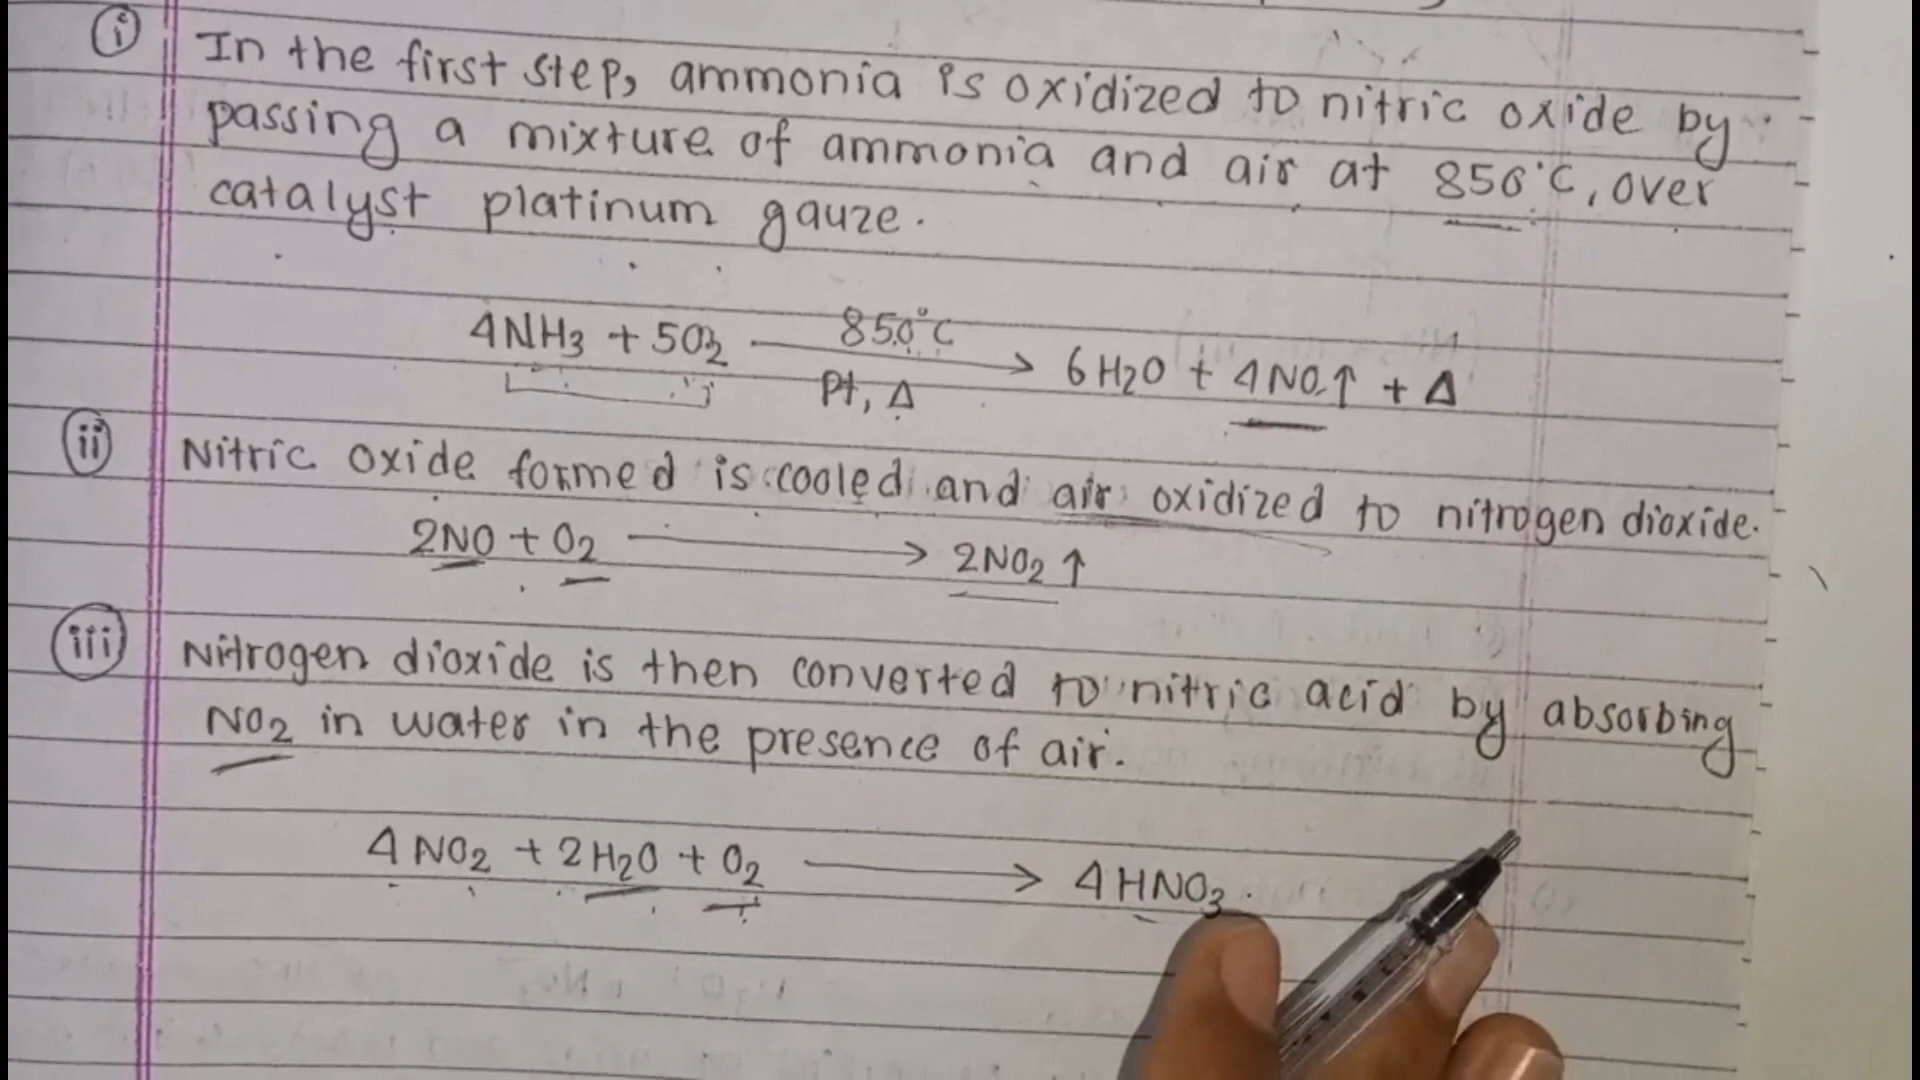 i
In the first step, ammonia is oxidized to nitric oxide by
passing a mixture of ammonia and air at 850°C, over
catalyst platinum gauze.
4NH3 + 5O2 ⟶ 6H2O + 4NO↑ + Δ
850°C
Pt, Δ
ii
Nitric oxide formed is cooled and air oxidized to nitrogen dioxide.
2NO + O2 ⟶ 2NO2 ↑
iii
Nitrogen dioxide is then converted to nitric acid by absorbing
NO2 in water in the presence of air.
4NO2 + 2H2O + O2 ⟶ 4HNO3.